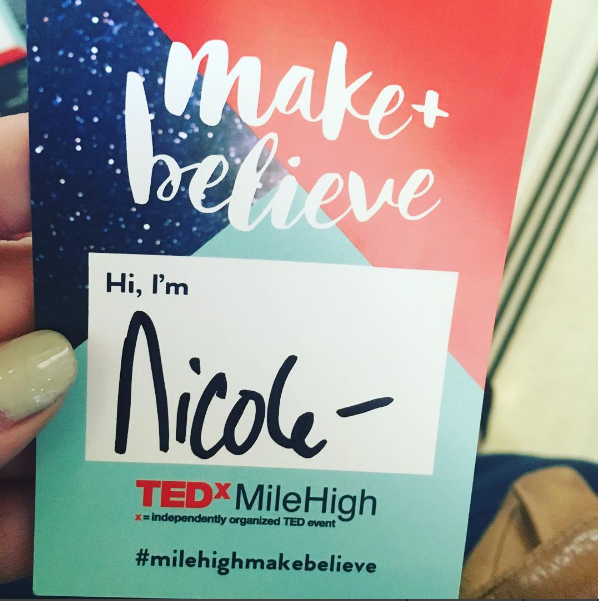 make+
believe
Hi, I'm
Nicole-
TEDx MileHigh
x = independently organized TED event
#milehighmakebelieve